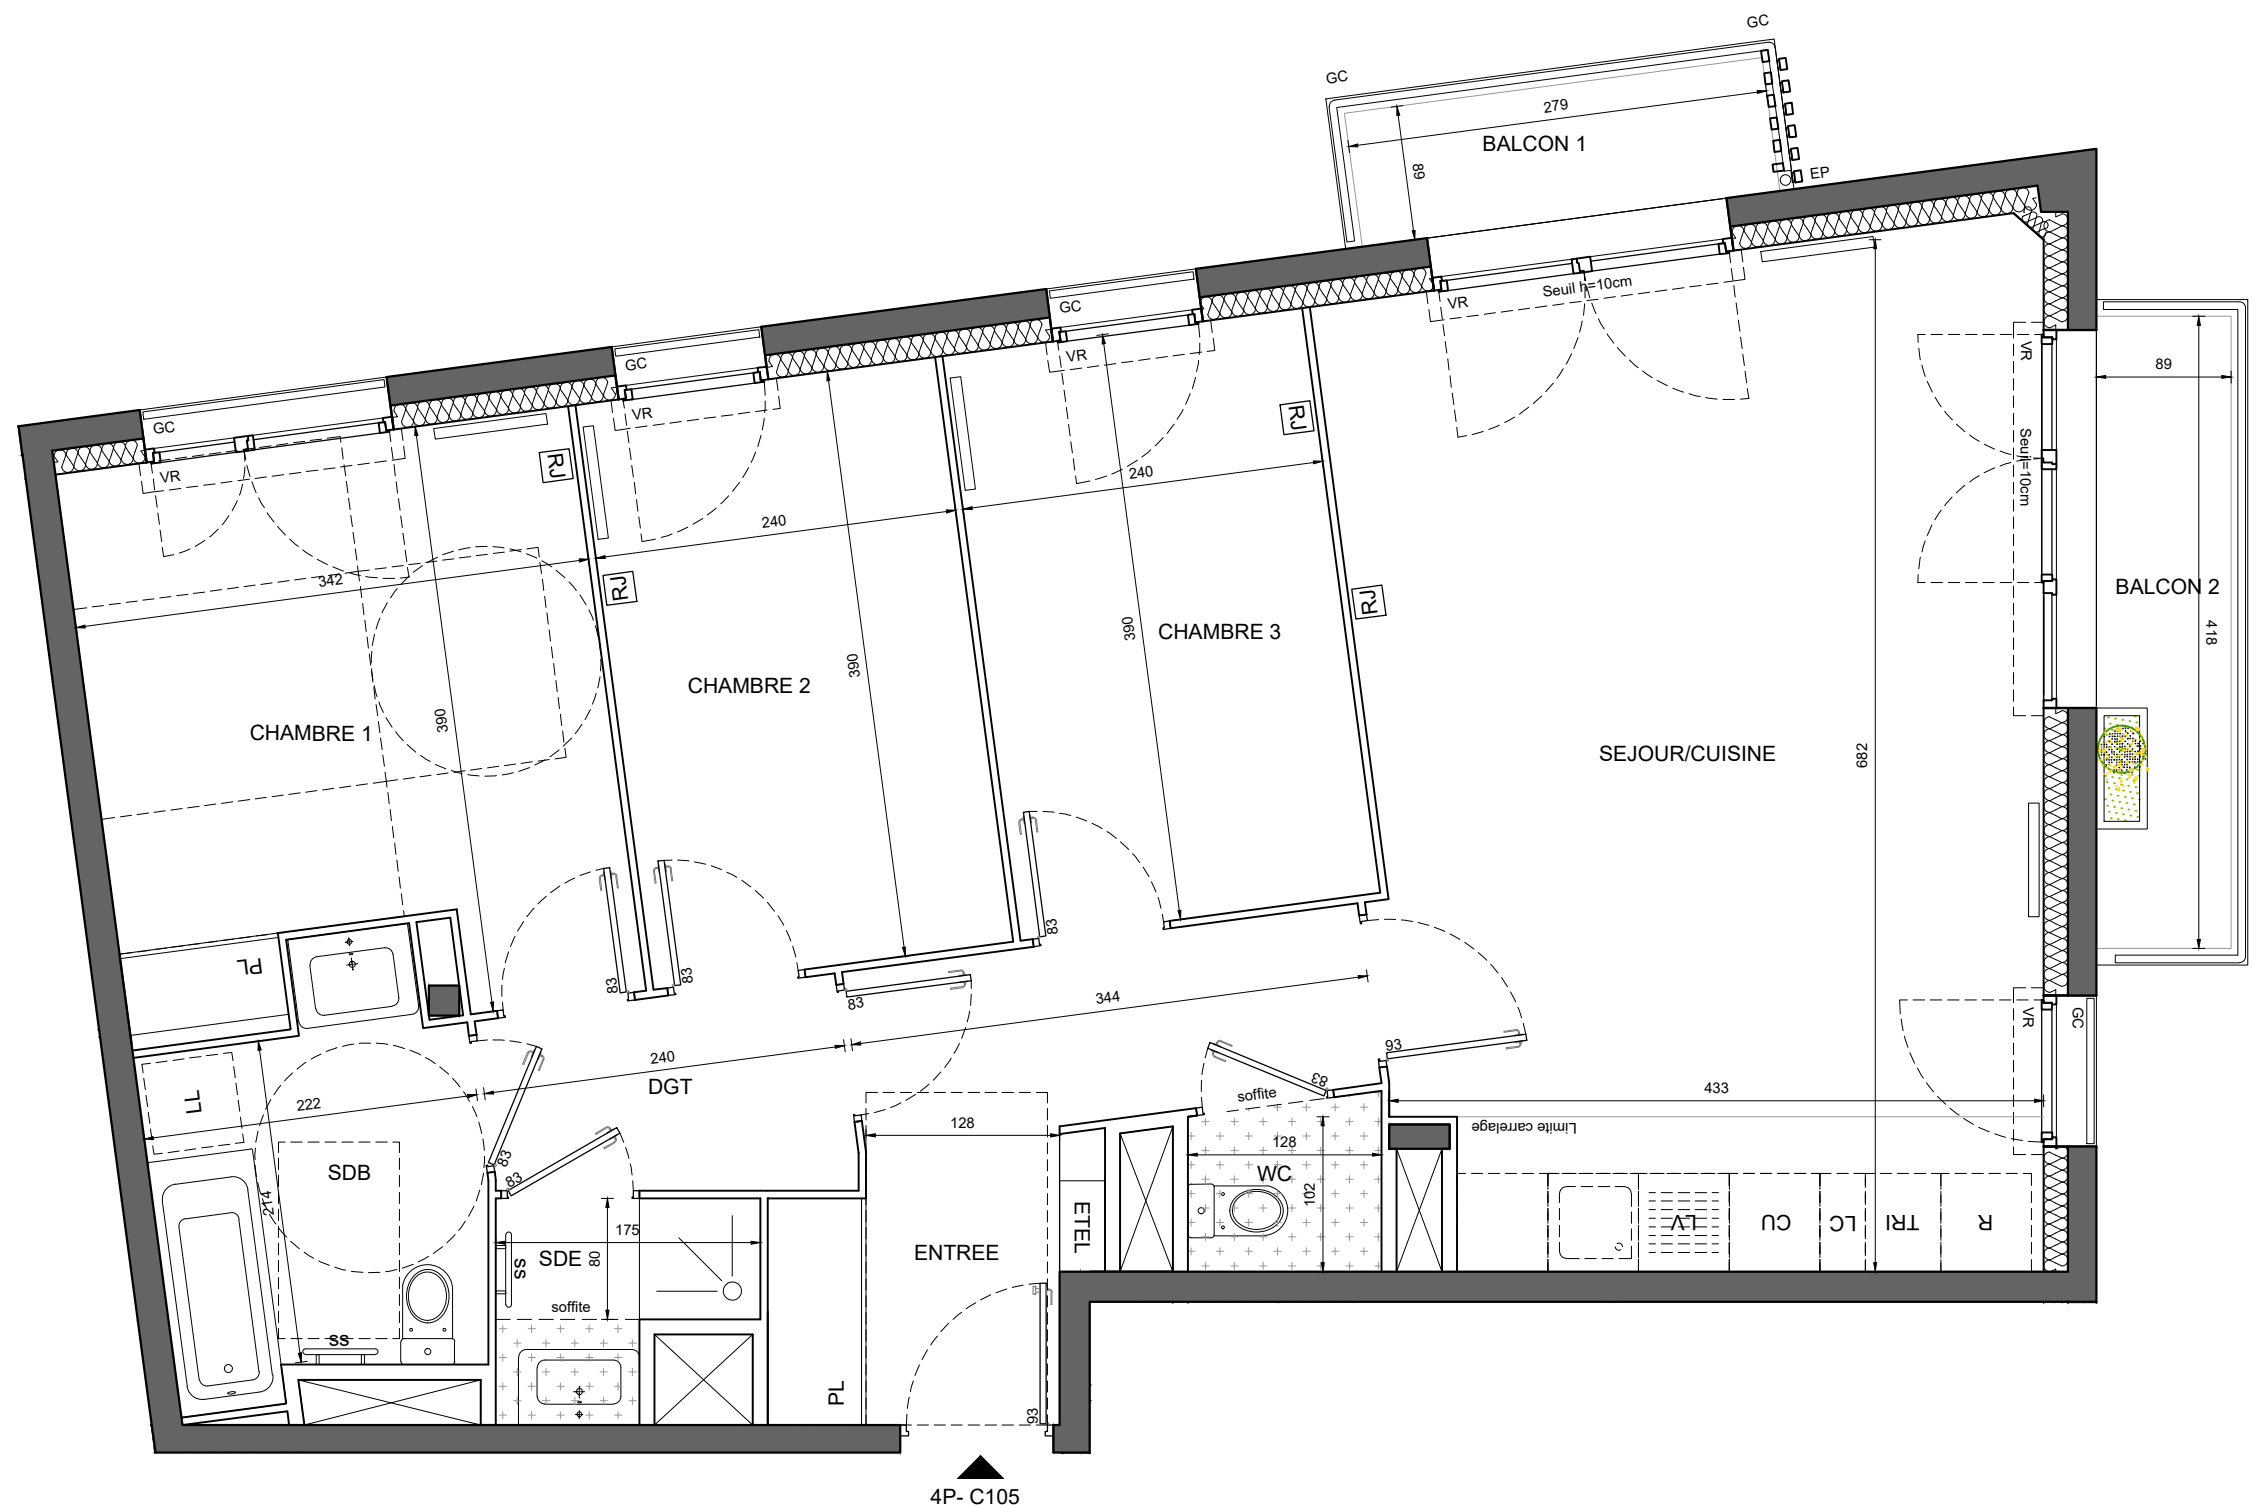 GC
GC
279
BALCON 1
89
EP
GC
VR
Seuil h=10cm
GC
VR
GC
VR
GC
VR
RJ
RJ
RJ
RJ
342
240
240
390
390
390
682
CHAMBRE 1
CHAMBRE 2
CHAMBRE 3
SEJOUR/CUISINE
VR
Seuil=10cm
89
BALCON 2
418
VR
GC
PL
83
83
83
83
93
344
240
DGT
222
LL
SDB
214
83
83
SS
SS
175
SDE
80
soffite
PL
128
ENTREE
93
ETEL
83
soffite
128
WC
102
433
Limite carrelage
LV
CU
LC
TRI
R
4P- C105